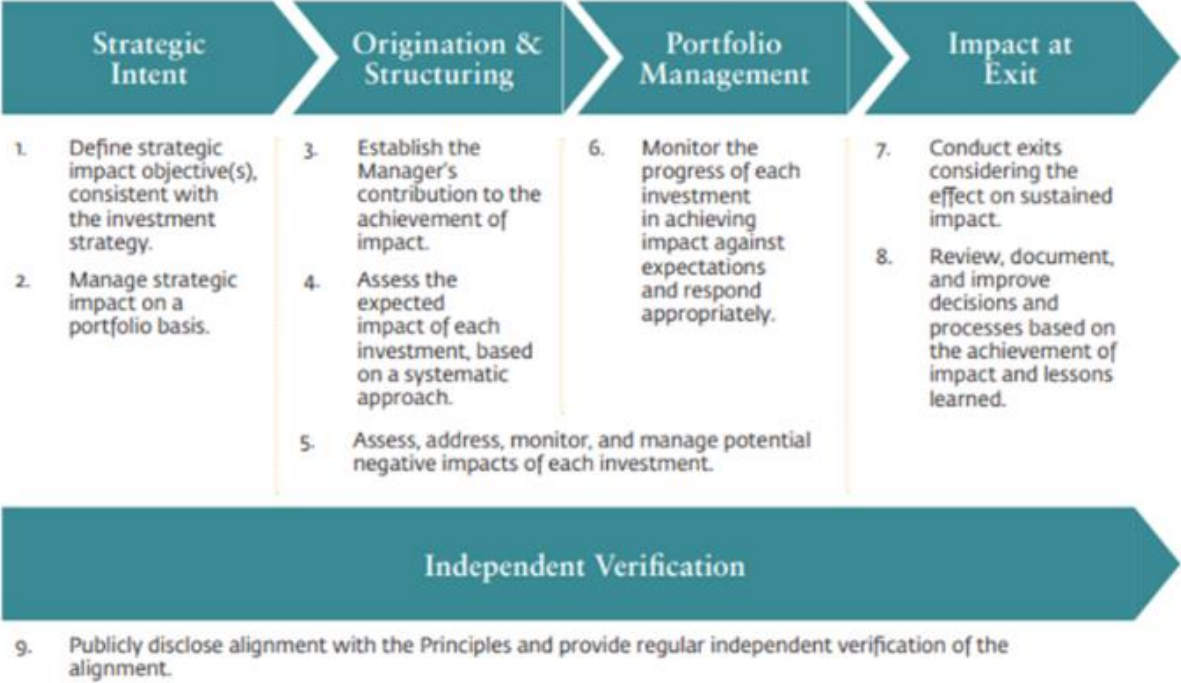 Strategic
Intent
Origination &
Structuring
Portfolio
Management
Impact at
Exit
1. Define strategic
impact objective(s),
consistent with
the investment
strategy.
2. Manage strategic
impact on a
portfolio basis.
3. Establish the
Manager's
contribution to the
achievement of
impact.
4. Assess the
expected
impact of each
investment, based
on a systematic
approach.
5. Assess, address, monitor, and manage potential
negative impacts of each investment.
6. Monitor the
progress of each
investment
in achieving
impact against
expectations
and respond
appropriately.
7. Conduct exits
considering the
effect on sustained
impact.
8. Review, document,
and improve
decisions and
processes based on
the achievement of
impact and lessons
learned.
Independent Verification
9. Publicly disclose alignment with the Principles and provide regular independent verification of the
alignment.